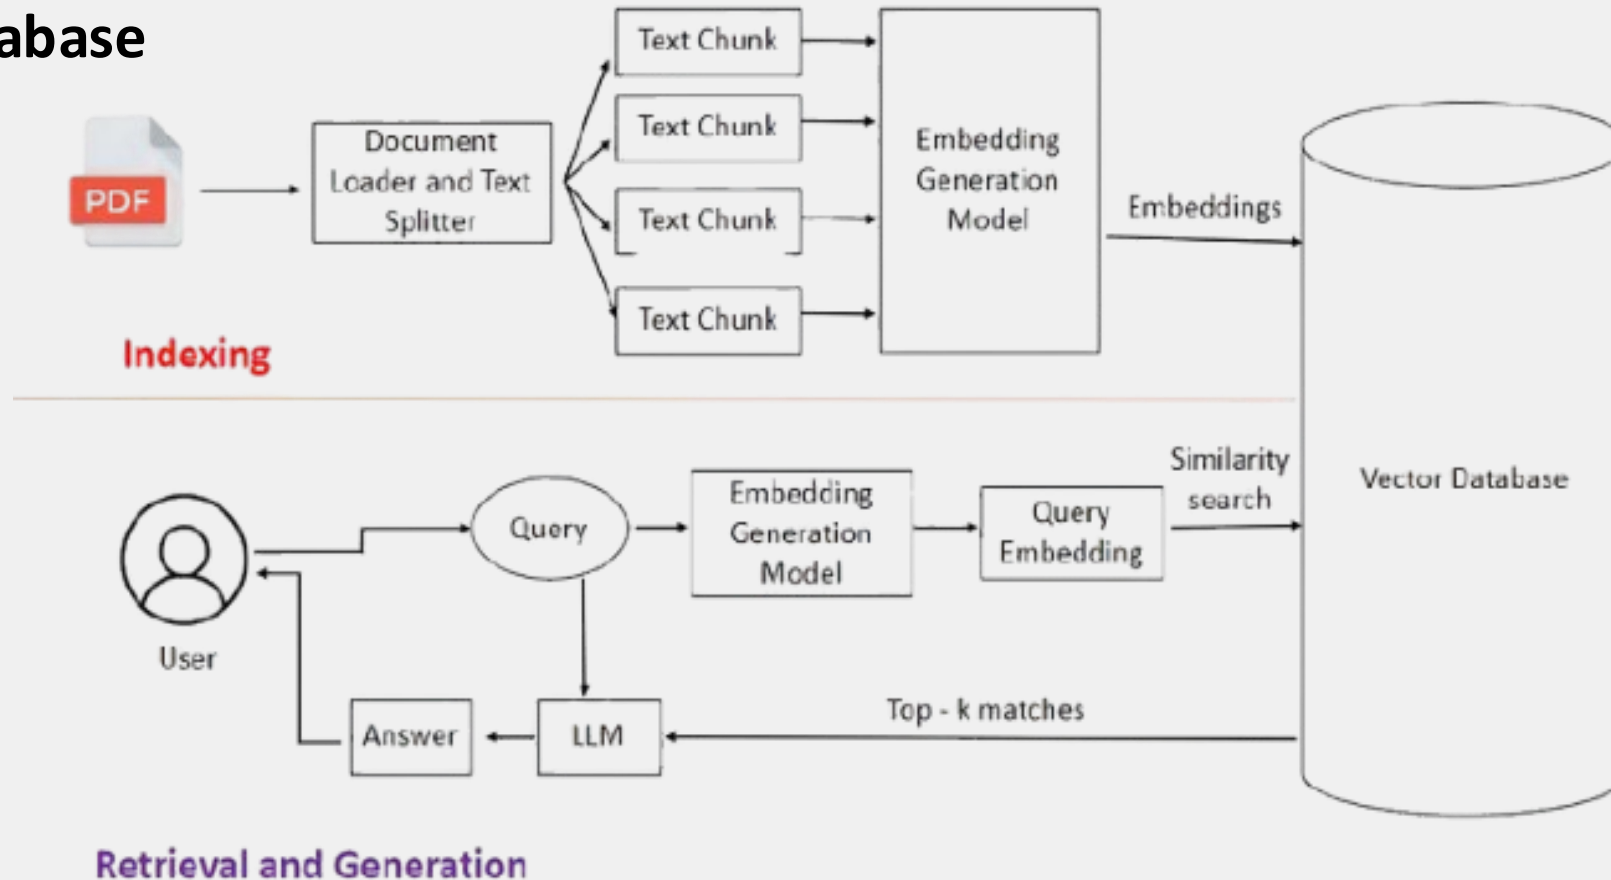 abase
PDF
Document
Loader and Text
Splitter
Text Chunk
Text Chunk
Text Chunk
Text Chunk
Embedding
Generation
Model
Embeddings
Indexing
User
Query
Embedding
Generation
Model
Query
Embedding
Similarity
search
Vector Database
Top - k matches
LLM
Answer
Retrieval and Generation